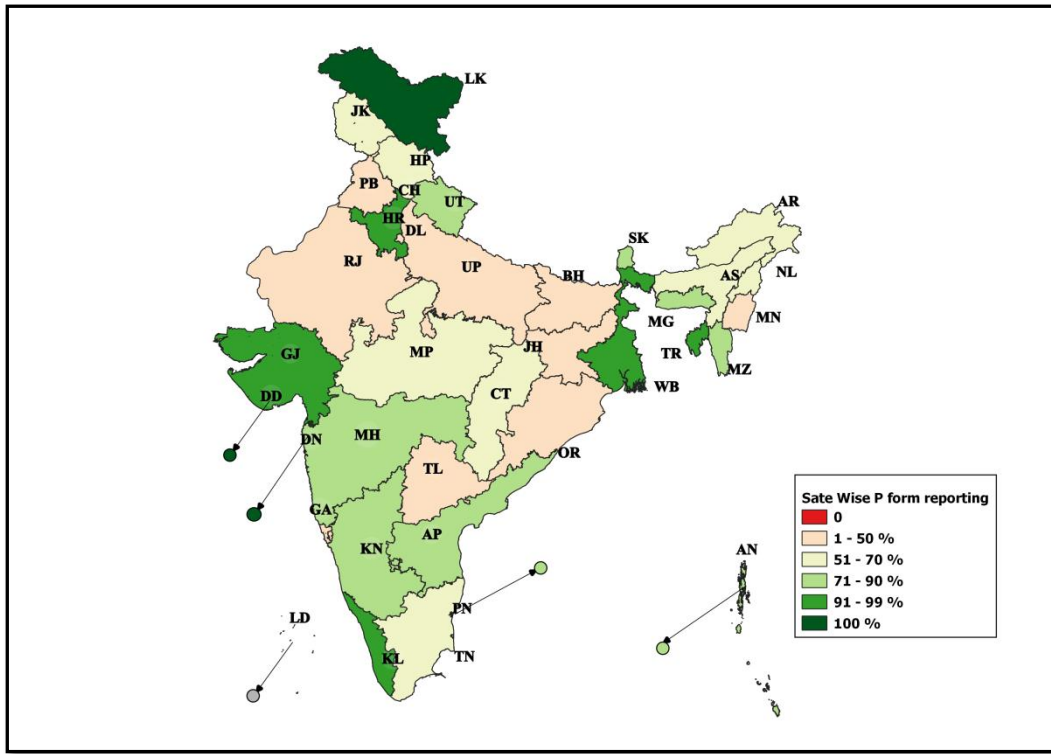 LK
JK
HP
PB
CH
UT
HR
DL
AR
SK
RJ
UP
BH
AS
NL
MG
MN
GJ
MP
JH
TR
MZ
DD
CT
WB
DN
MH
TL
OR
GA
KN
AP
AN
PN
LD
KL
TN
Sate Wise P form reporting
0
1 - 50 %
51 - 70 %
71 - 90 %
91 - 99 %
100 %